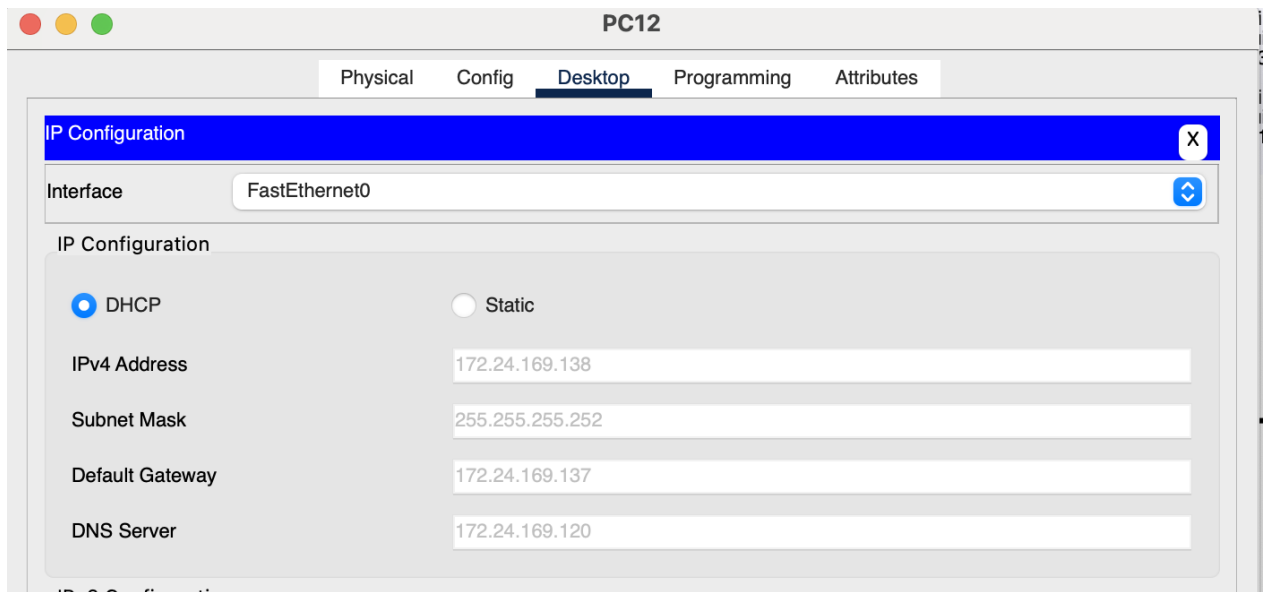 PC12
Physical Config Desktop Programming Attributes
IP Configuration X
Interface FastEthernet0
IP Configuration
DHCP Static
IPv4 Address 172.24.169.138
Subnet Mask 255.255.255.252
Default Gateway 172.24.169.137
DNS Server 172.24.169.120